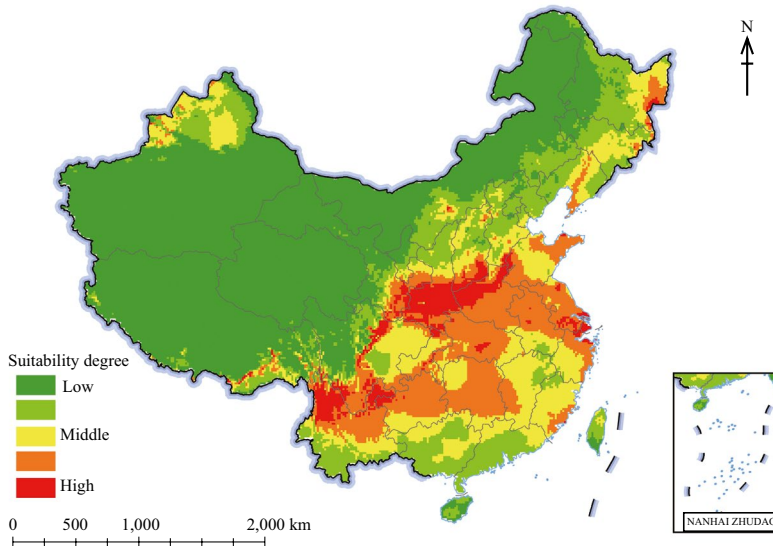 N
Suitability degree
Low
Middle
High
0 500 1,000 2,000 km
NANHAI ZHUDAO